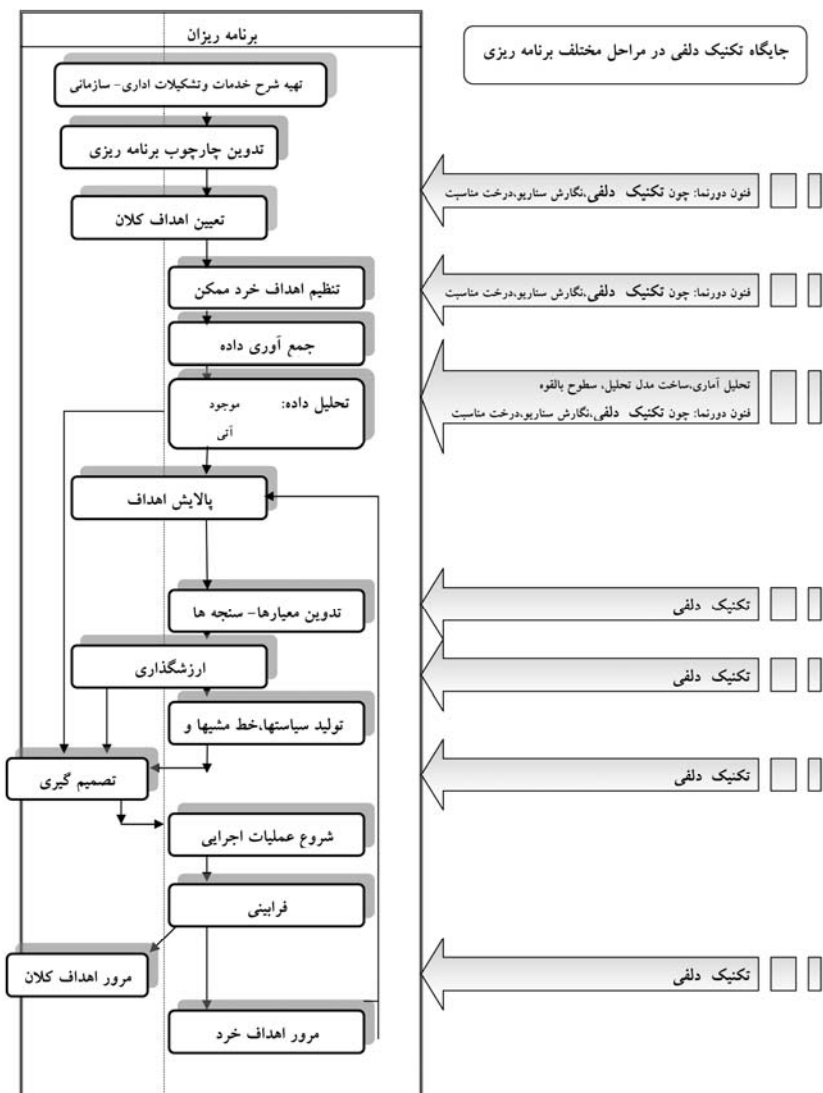 جایگاه تکنیک دلفی در مراحل مختلف برنامه ریزی
برنامه ریزان
تهیه شرح خدمات وتشکیلات اداری- سازمانی
تدوین چارچوب برنامه ریزی
فنون دورنما: چون تکنیک دلفی،نگارش سناریو،درخت مناسبت
تعیین اهداف کلان
تنظیم اهداف خرد ممکن
فنون دورنما: چون تکنیک دلفی،نگارش سناریو،درخت مناسبت
جمع آوری داده
تحلیل داده: موجود
آتی
تحلیل آماری،ساخت مدل تحلیل، سطوح بالقوه
فنون دورنما: چون تکنیک دلفی،نگارش سناریو،درخت مناسبت
پالایش اهداف
تدوین معیارها- سنجه ها
تکنیک دلفی
ارزشگذاری
تکنیک دلفی
تولید سیاستها،خط مشیها و
تصمیم گیری
تکنیک دلفی
شروع عملیات اجرایی
فرابینی
مرور اهداف کلان
تکنیک دلفی
مرور اهداف خرد